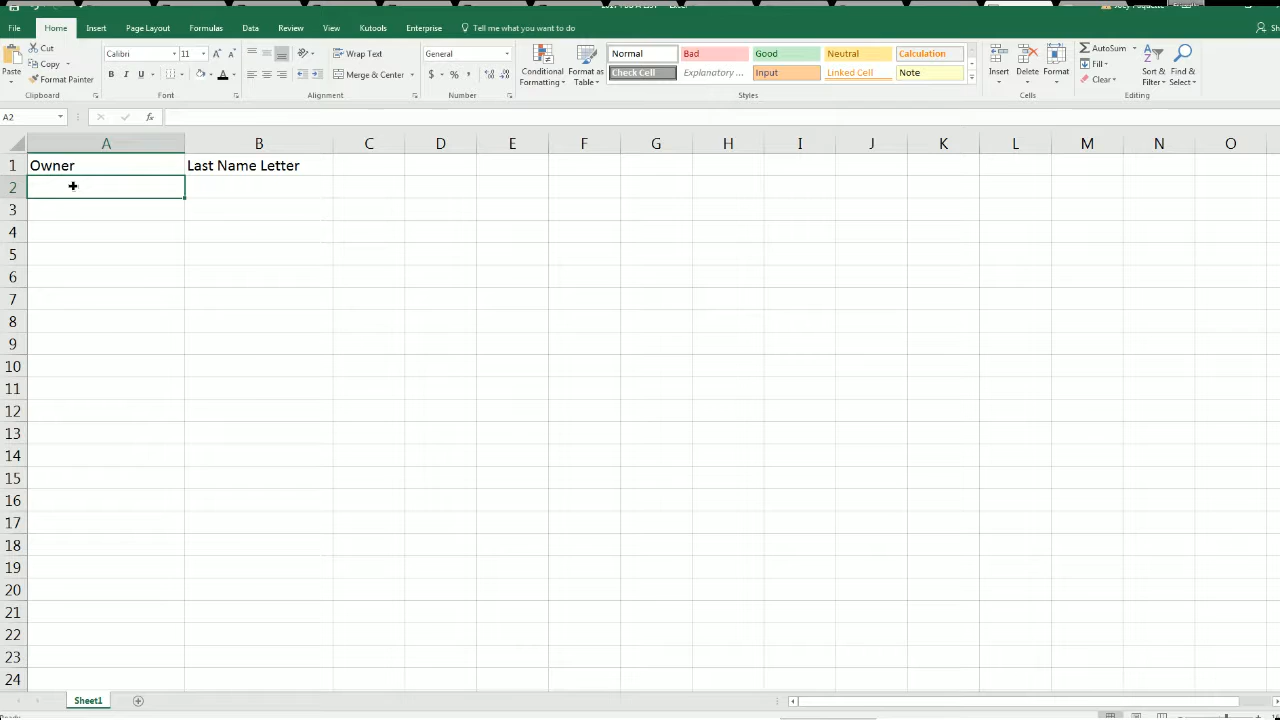 File Home Insert Page Layout Formulas Data Review View Kutools Enterprise Tell me what you want to do
Cut Calibri 11 Wrap Text General Normal Bad Good Neutral Calculation AutoSum
Copy Fill
Paste Format Painter B I U Merge & Center $ % Conditional Formatting Format as Table Check Cell Explanatory ... Input Linked Cell Note Insert Delete Format Clear Sort & Filter Find & Select
Clipboard Font Alignment Number Styles Cells Editing
A2 fx
A B C D E F G H I J K L M N O
1 Owner Last Name Letter
2
3
4
5
6
7
8
9
10
11
12
13
14
15
16
17
18
19
20
21
22
23
24
Sheet1